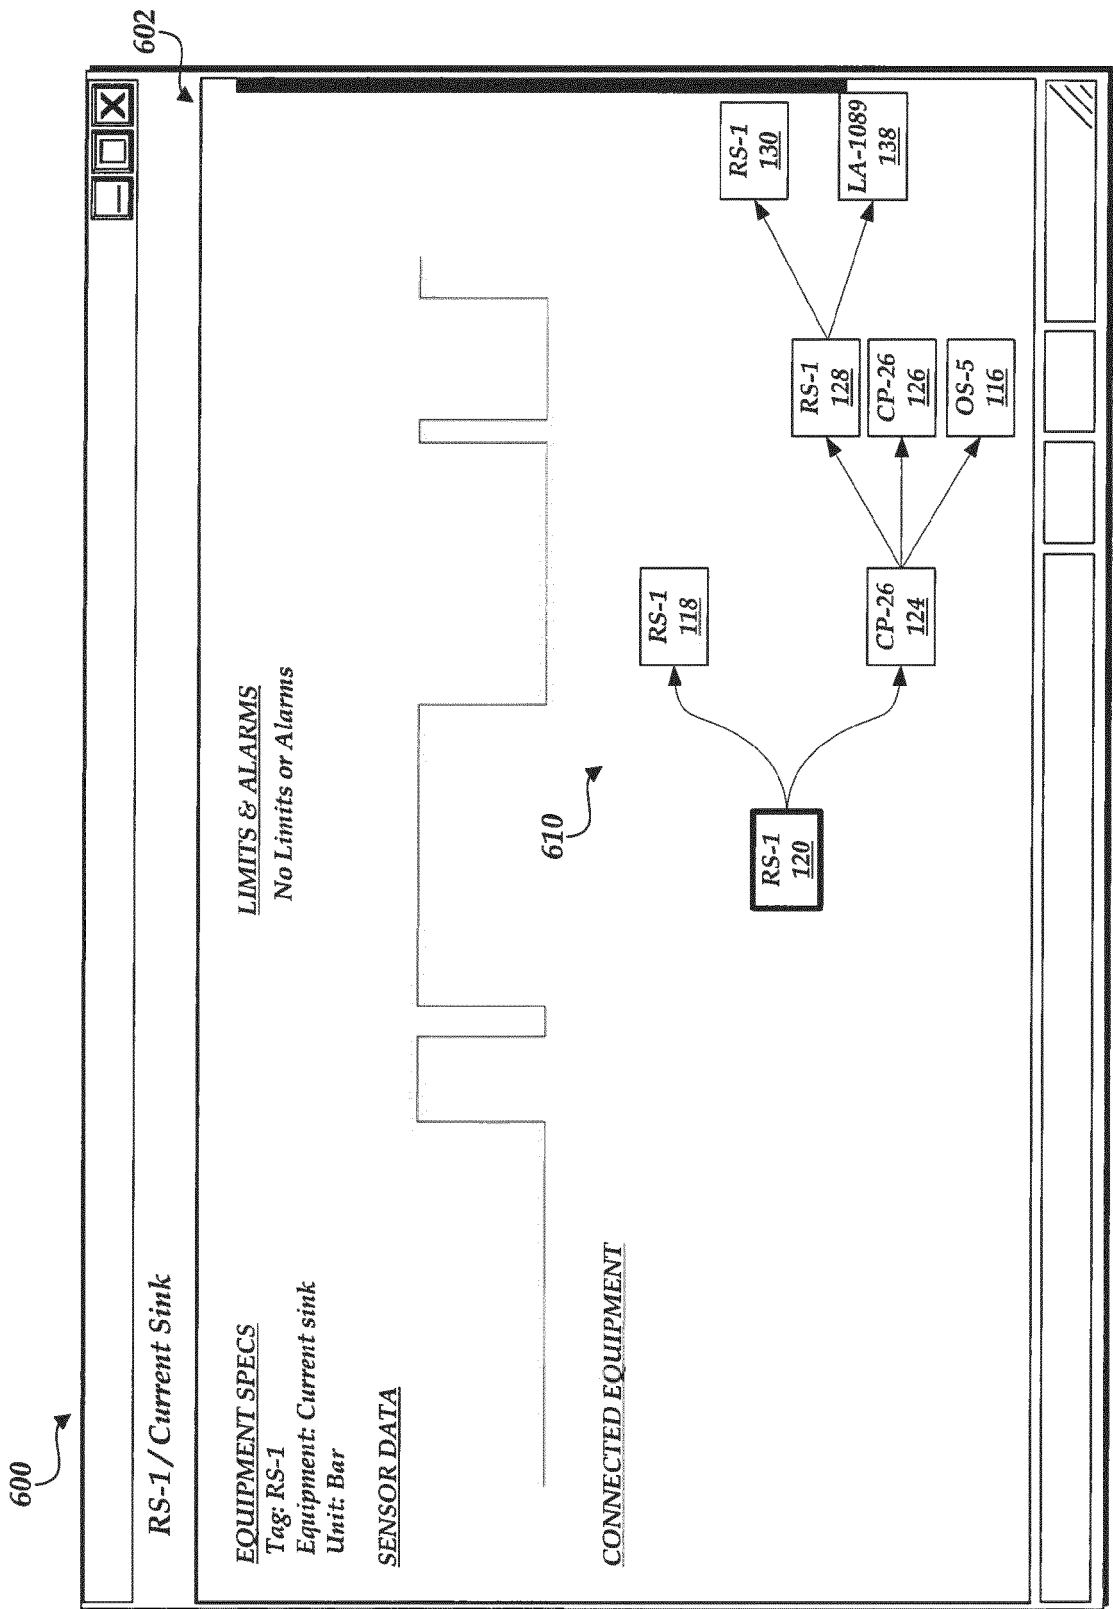 600
602
RS-1 / Current Sink
EQUIPMENT SPECS
Tag: RS-1
Equipment: Current sink
Unit: Bar
LIMITS & ALARMS
No Limits or Alarms
SENSOR DATA
CONNECTED EQUIPMENT
610
RS-1
120
RS-1
118
CP-26
124
RS-1
128
CP-26
126
OS-5
116
RS-1
130
LA-1089
138